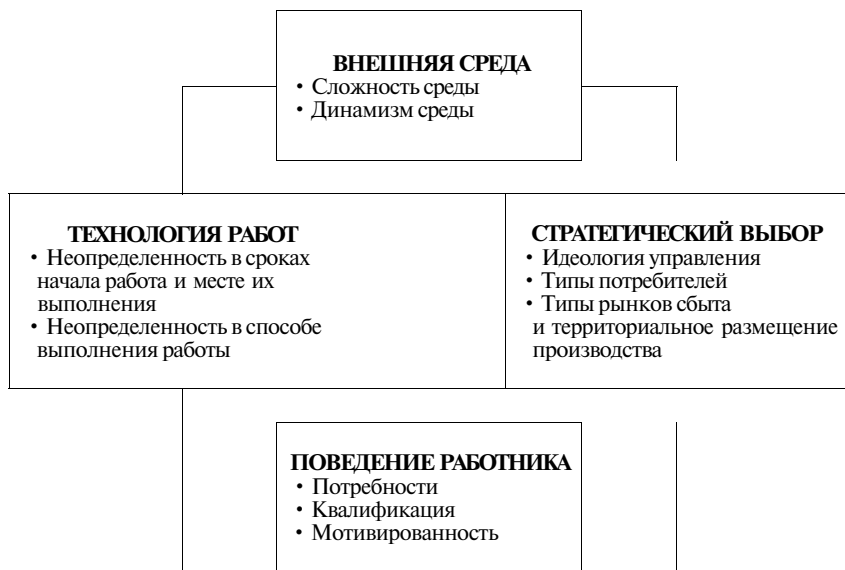 ВНЕШНЯЯ СРЕДА
• Сложность среды
• Динамизм среды
ТЕХНОЛОГИЯ РАБОТ
• Неопределенность в сроках
начала работа и месте их
выполнения
• Неопределенность в способе
выполнения работы
СТРАТЕГИЧЕСКИЙ ВЫБОР
• Идеология управления
• Типы потребителей
• Типы рынков сбыта
и территориальное размещение
производства
ПОВЕДЕНИЕ РАБОТНИКА
• Потребности
• Квалификация
• Мотивированность